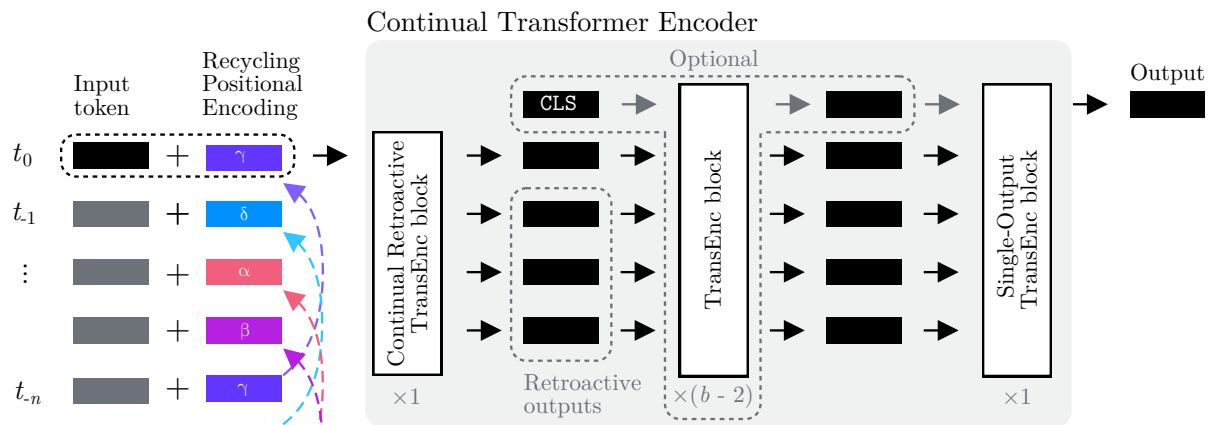 Continual Transformer Encoder
Input
token
Recycling
Positional
Encoding
Optional
Output
CLS
t0
+
γ
t-1
+
δ
⋮
+
α
+
β
t-n
+
γ
Continual Retroactive
TransEnc block
×1
Retroactive
outputs
TransEnc block
×(b - 2)
Single-Output
TransEnc block
×1